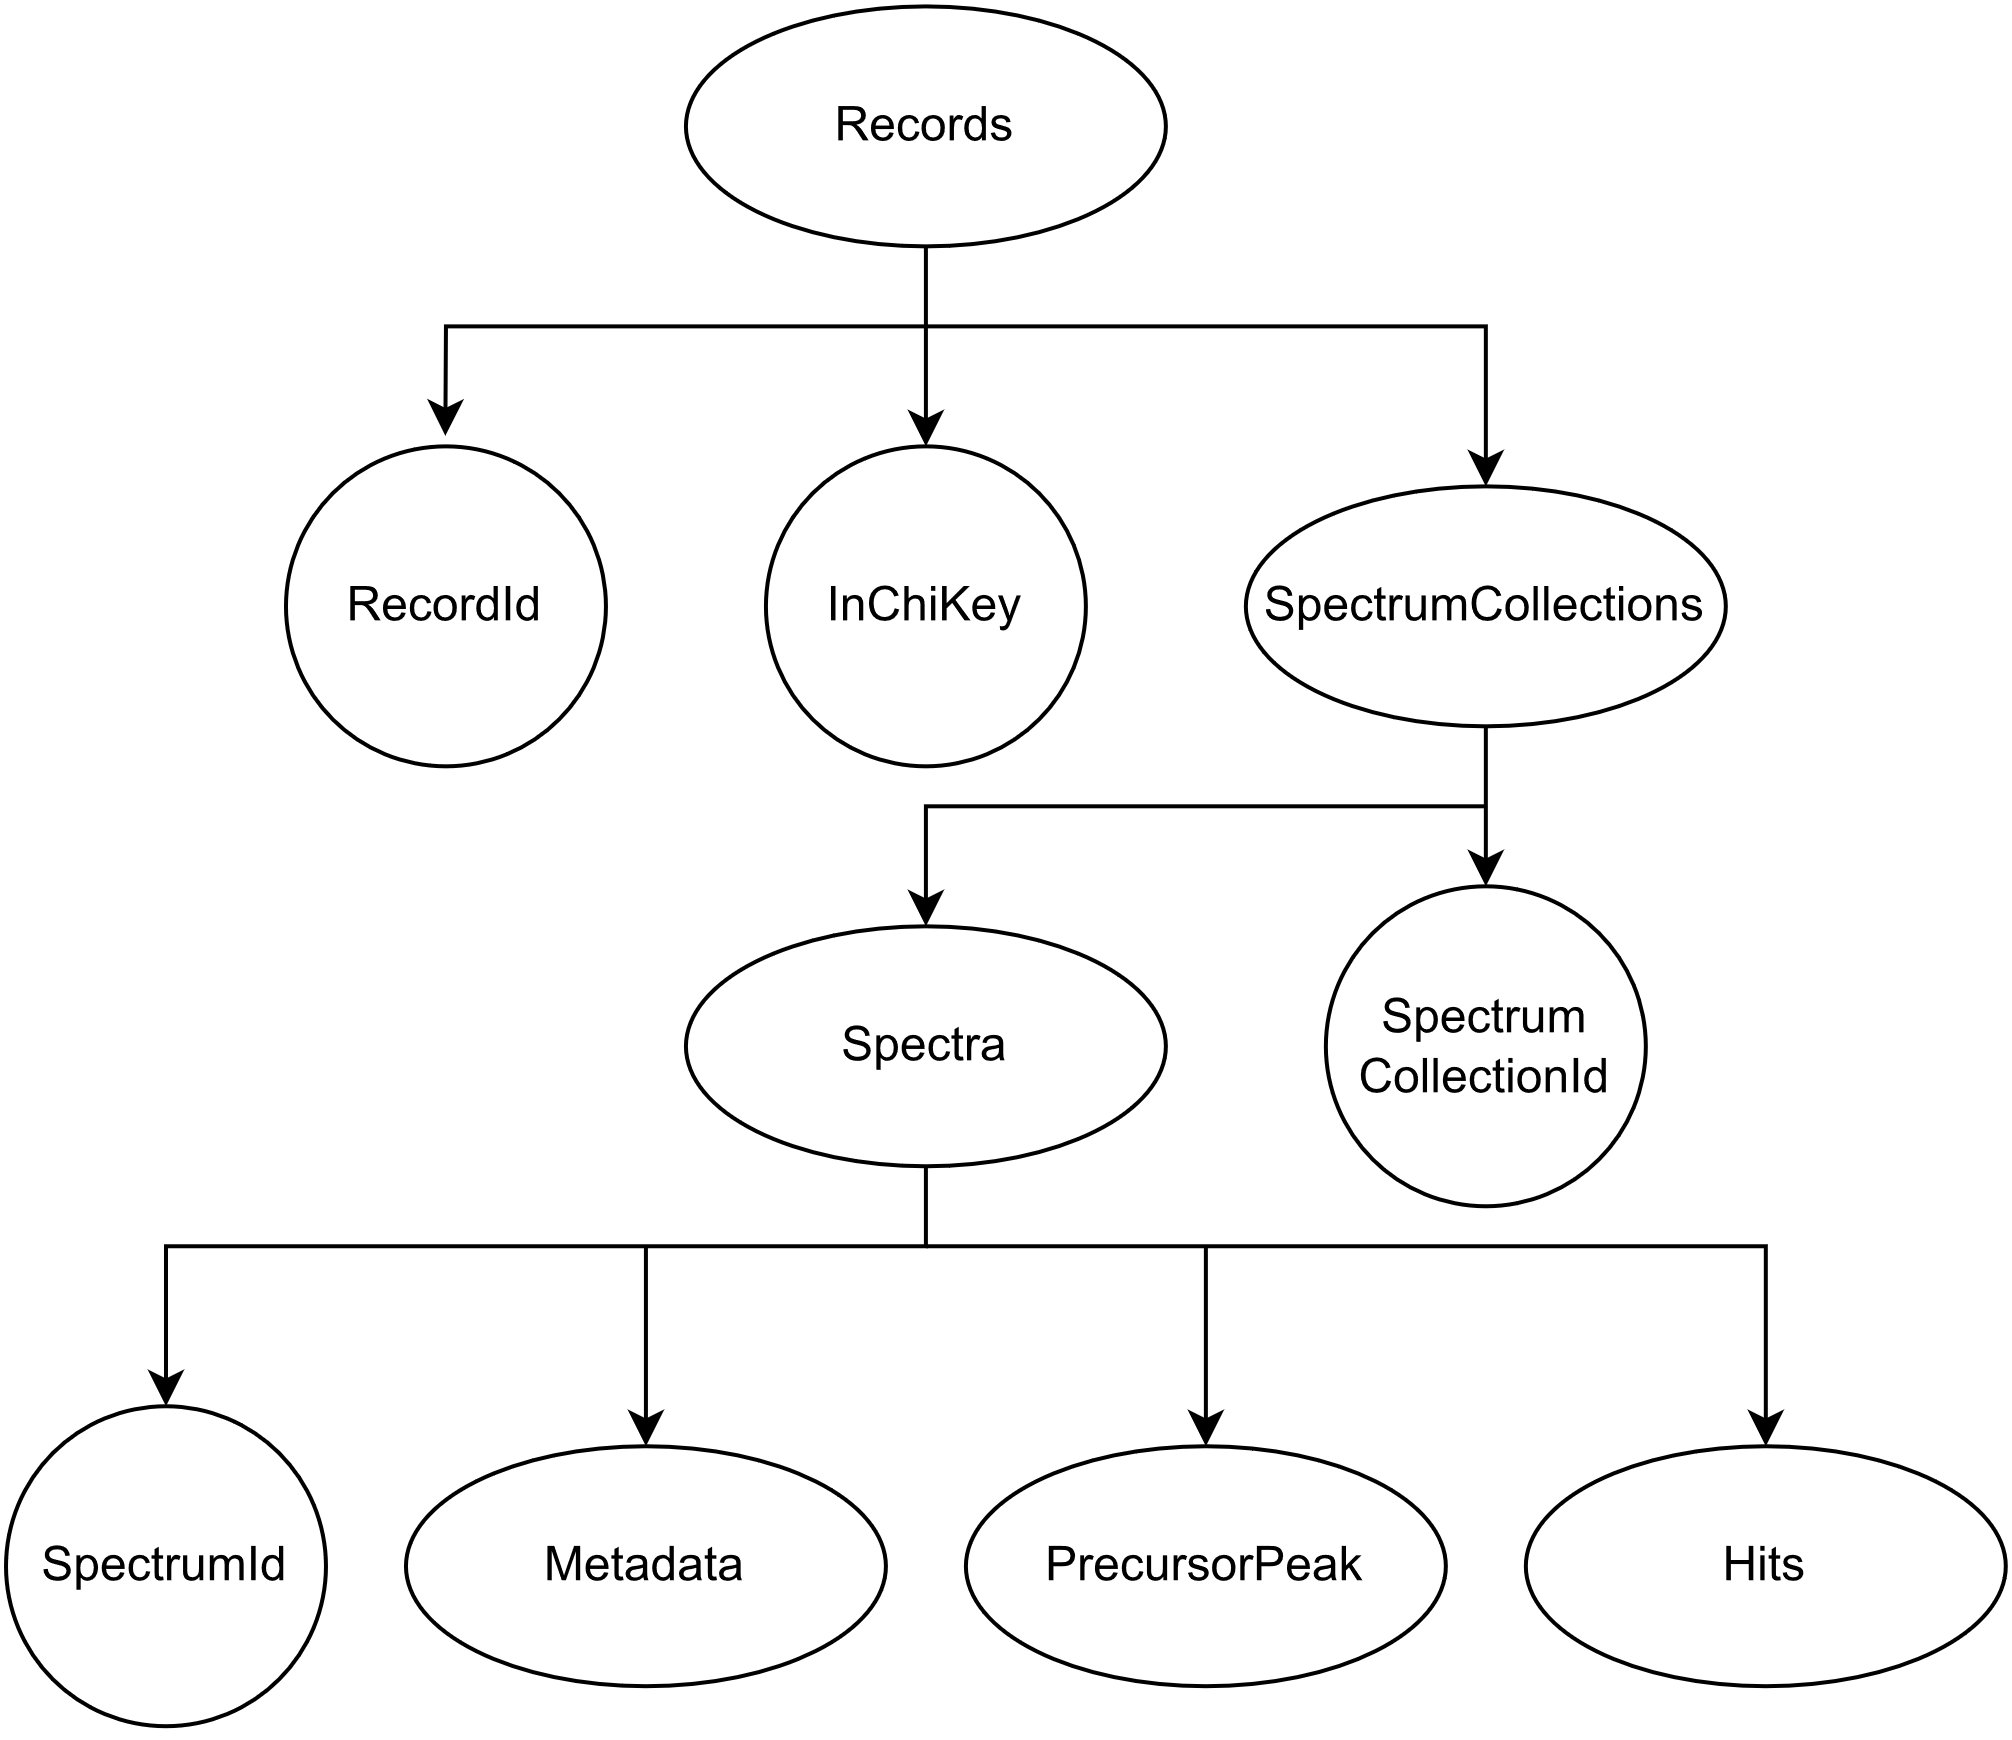 Records
RecordId
InChiKey
SpectrumCollections
Spectra
Spectrum
CollectionId
SpectrumId
Metadata
PrecursorPeak
Hits